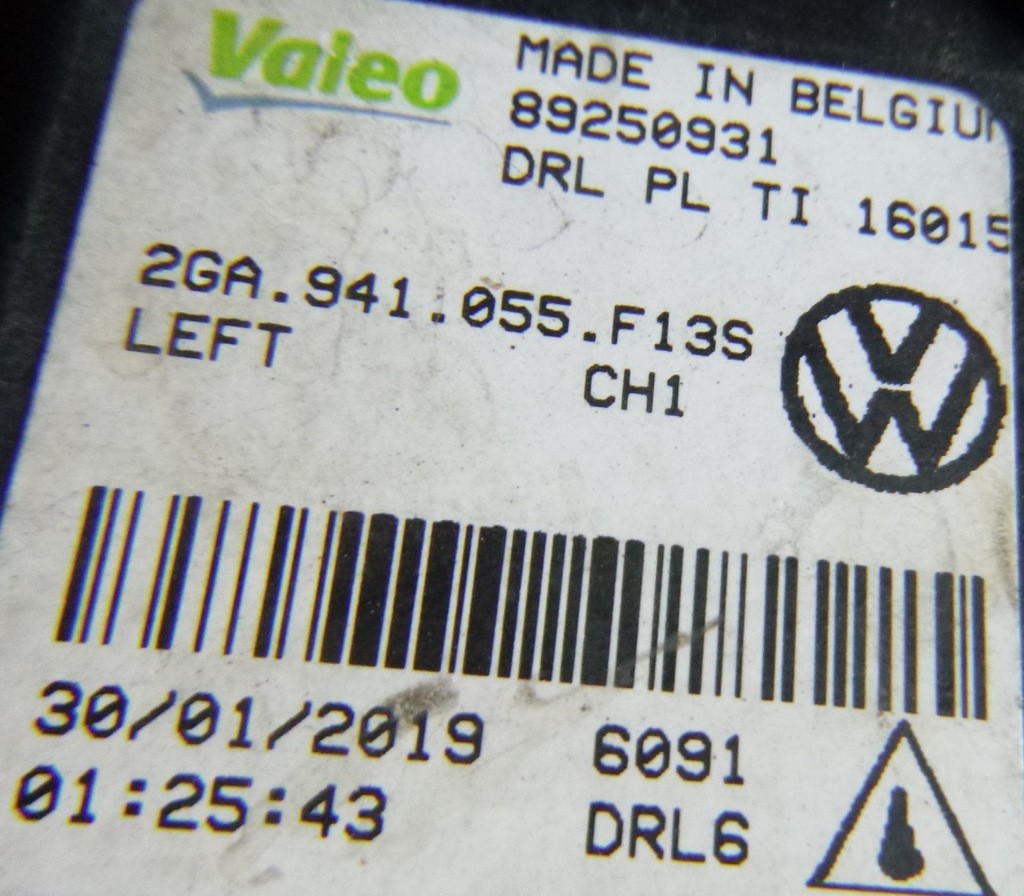 Valeo
MADE IN BELGIUM
89250931
DRL PL TI 16015
2GA.941.055.F13S
LEFT
CH1
30/01/2019
6091
01:25:43
DRL6